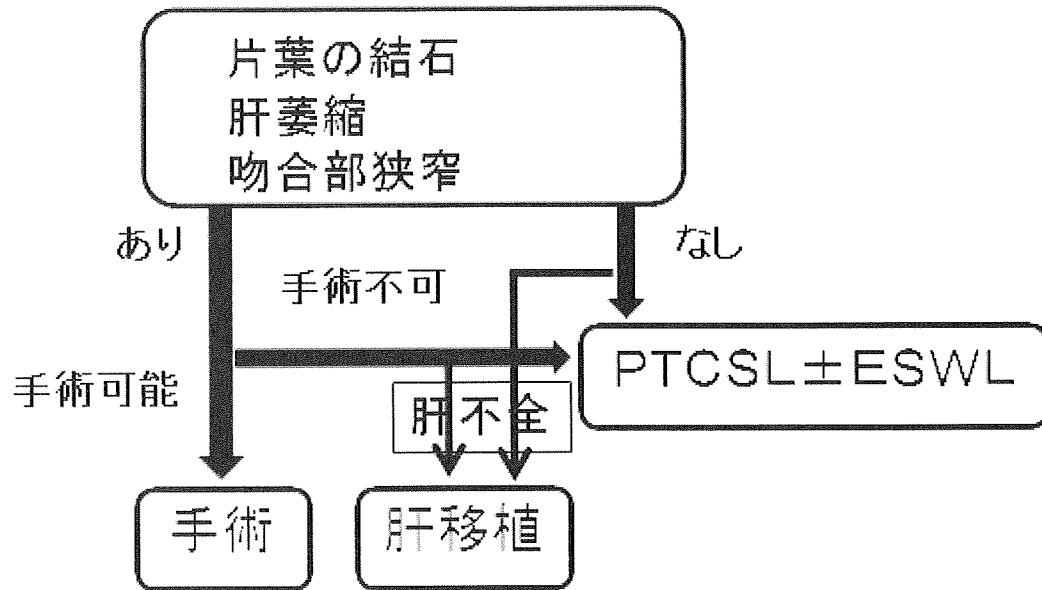 片葉の結石
肝萎縮
吻合部狭窄
あり
なし
手術不可
手術可能
PTCSL±ESWL
肝不全
手術
肝移植